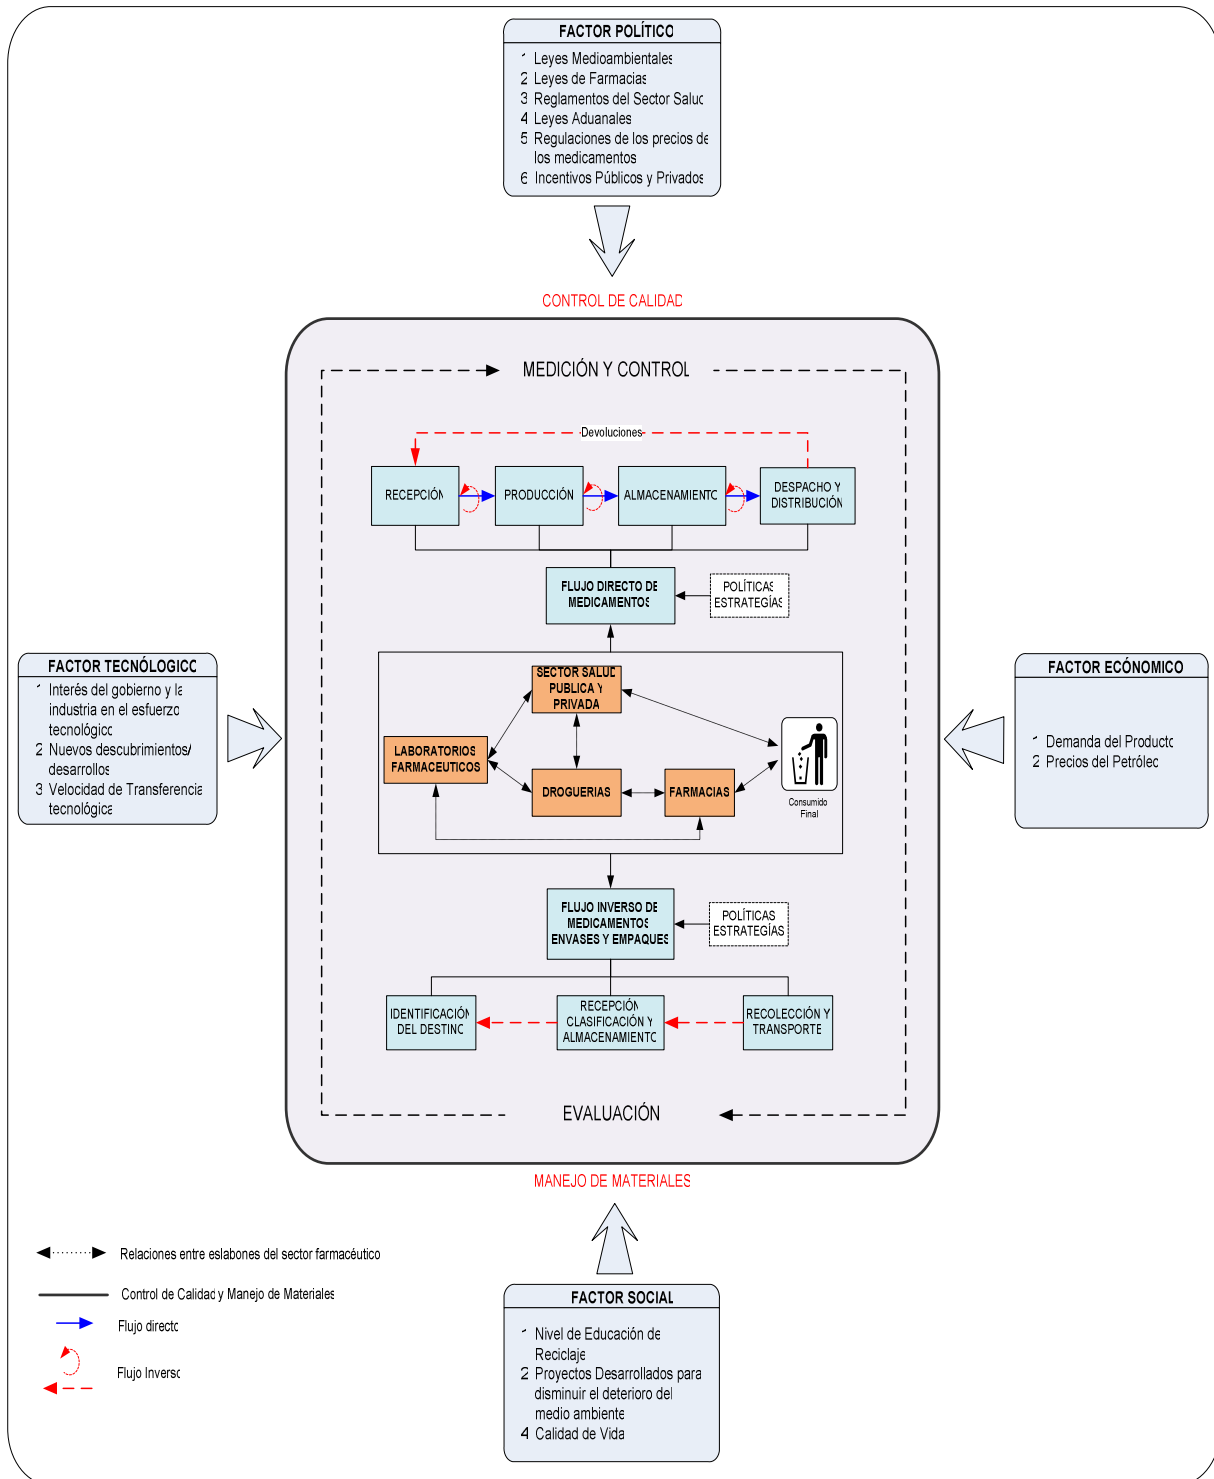 FACTOR POLÍTICO
1 Leyes Medioambientales
2 Leyes de Farmacias
3 Reglamentos del Sector Salud
4 Leyes Aduanales
5 Regulaciones de los precios de
los medicamentos
6 Incentivos Públicos y Privados
CONTROL DE CALIDAD
MEDICIÓN Y CONTROL
Devoluciones
RECEPCIÓN
PRODUCCIÓN
ALMACENAMIENTO
DESPACHO Y
DISTRIBUCIÓN
FLUJO DIRECTO DE
MEDICAMENTOS
POLÍTICAS
ESTRATEGÍAS
FACTOR TECNÓLOGICO
1 Interés del gobierno y la
industria en el esfuerzo
tecnológico
2 Nuevos descubrimientos/
desarrollos
3 Velocidad de Transferencia
tecnológica
SECTOR SALUD
PUBLICA Y
PRIVADA
LABORATORIOS
FARMACEUTICOS
DROGUERIAS
FARMACIAS
Consumido
Final
FACTOR ECÓNOMICO
1 Demanda del Producto
2 Precios del Petróleo
FLUJO INVERSO DE
MEDICAMENTOS
ENVASES Y EMPAQUES
POLÍTICAS
ESTRATEGÍAS
IDENTIFICACIÓN
DEL DESTINO
RECEPCIÓN
CLASIFICACIÓN Y
ALMACENAMIENTO
RECOLECCIÓN Y
TRANSPORTE
EVALUACIÓN
MANEJO DE MATERIALES
Relaciones entre eslabones del sector farmacéutico
Control de Calidad y Manejo de Materiales
Flujo directo
Flujo Inverso
FACTOR SOCIAL
1 Nivel de Educación de
Reciclaje
2 Proyectos Desarrollados para
disminuir el deterioro del
medio ambiente
4 Calidad de Vida